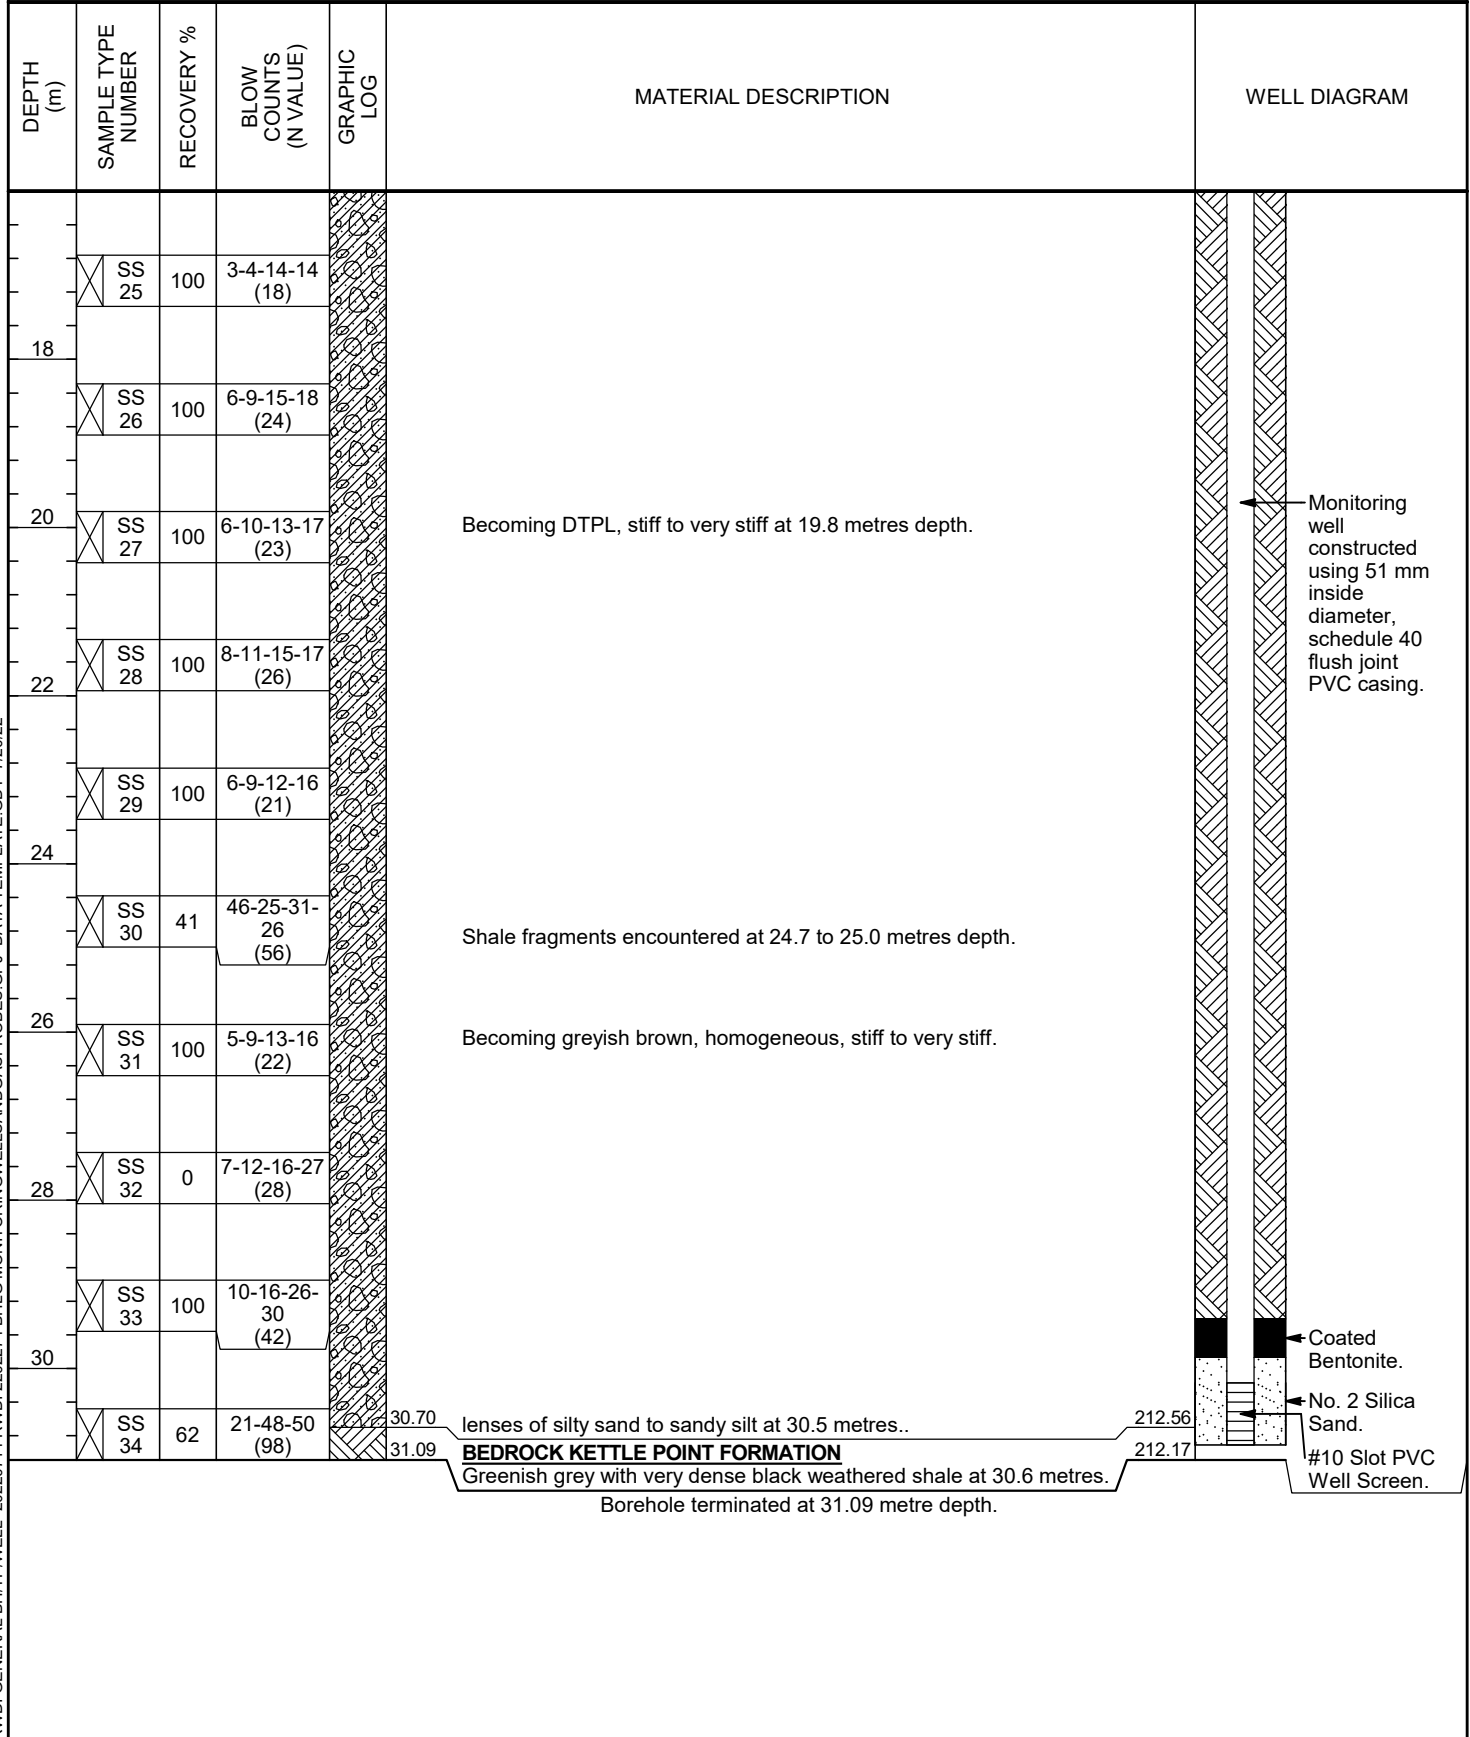 DEPTH
(m)
SAMPLE TYPE
NUMBER
RECOVERY %
BLOW
COUNTS
(N VALUE)
GRAPHIC
LOG
MATERIAL DESCRIPTION
WELL DIAGRAM
SS
25
100
3-4-14-14
(18)
18
SS
26
100
6-9-15-18
(24)
20
SS
27
100
6-10-13-17
(23)
Becoming DTPL, stiff to very stiff at 19.8 metres depth.
Monitoring
well
constructed
using 51 mm
inside
diameter,
schedule 40
flush joint
PVC casing.
SS
28
100
8-11-15-17
(26)
22
SS
29
100
6-9-12-16
(21)
24
SS
30
41
46-25-31-
26
(56)
Shale fragments encountered at 24.7 to 25.0 metres depth.
26
SS
31
100
5-9-13-16
(22)
Becoming greyish brown, homogeneous, stiff to very stiff.
SS
32
0
7-12-16-27
(28)
28
SS
33
100
10-16-26-
30
(42)
30
Coated
Bentonite.
No. 2 Silica
Sand.
#10 Slot PVC
Well Screen.
SS
34
62
21-48-50
(98)
30.70
lenses of silty sand to sandy silt at 30.5 metres..
212.56
31.09
BEDROCK KETTLE POINT FORMATION
212.17
Greenish grey with very dense black weathered shale at 30.6 metres.
Borehole terminated at 31.09 metre depth.